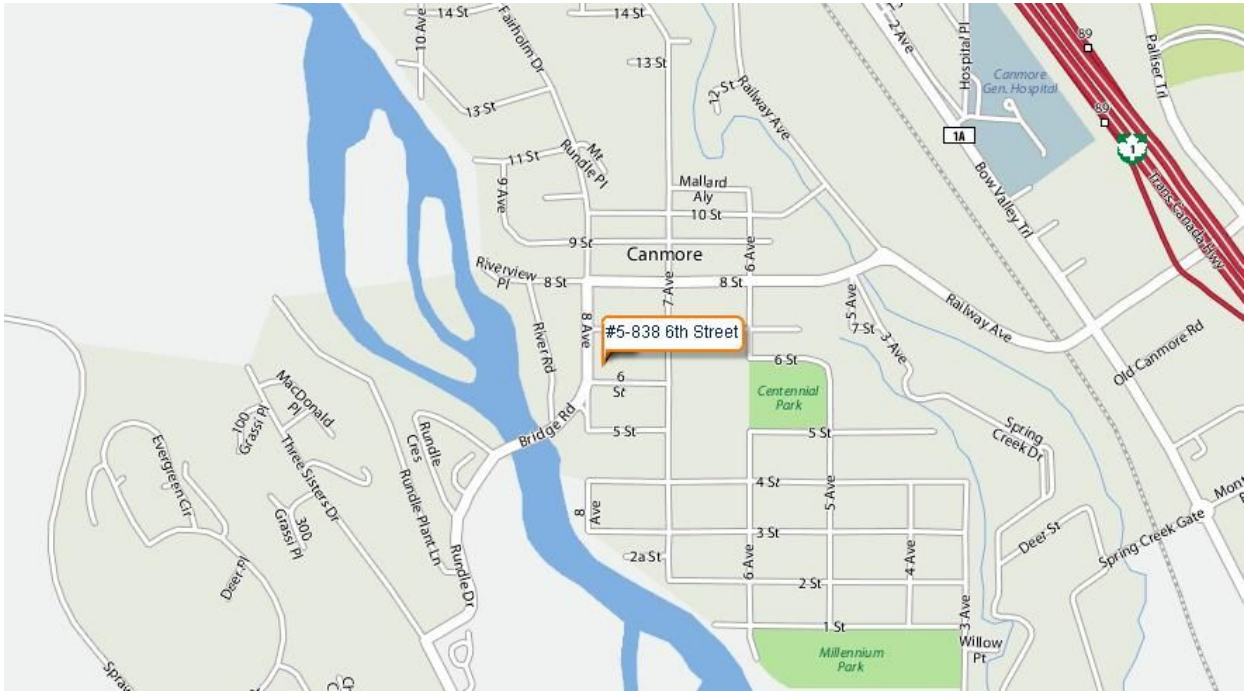 14 St
14 St
10 Ave
Fairholm Dr
13 St
2 Ave
Hospital Pl
89
Palliser Trl
Canmore
Gen. Hospital
12 St
Railway Ave
13 St
89
1A
1
11 St
Mt
Rundle Pl
9 Ave
Mallard
Aly
10 St
Bow Valley Trl
Trans Canada Hwy
9 St
Canmore
6 Ave
Riverview
Pl
8 St
7 Ave
8 St
8 Ave
River Rd
#5-838 6th Street
5 Ave
7 St
3 Ave
Railway Ave
Old Canmore Rd
6 St
6
St
Centennial
Park
MacDonald
Pl
100
Grassi Pl
Bridge Rd
5 St
5 St
Spring
Creek Dr
Evergreen Cir
Three Sisters Dr
Rundle
Cres
Rundle Plant Ln
4 St
5 Ave
8
Ave
3 St
300
Grassi Pl
Deer St
Spring Creek Gate
Mont
2a St
6 Ave
4 Ave
2 St
Deer Pl
Rundle Dr
3 Ave
1 St
Willow
Pt
Millennium
Park
Spraw